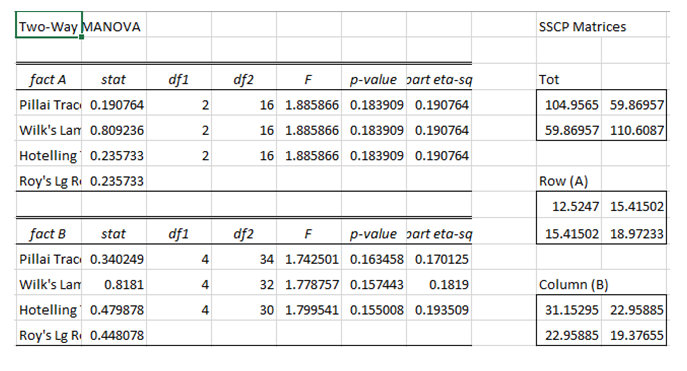 Two-Way MANOVA SSCP Matrices
fact A stat df1 df2 F p-value part eta-sq Tot
Pillai Trac 0.190764 2 16 1.885866 0.183909 0.190764 104.9565 59.86957
Wilk's Lam 0.809236 2 16 1.885866 0.183909 0.190764 59.86957 110.6087
Hotelling 0.235733 2 16 1.885866 0.183909 0.190764
Roy's Lg R 0.235733 Row (A)
12.5247 15.41502
fact B stat df1 df2 F p-value part eta-sq 15.41502 18.97233
Pillai Trac 0.340249 4 34 1.742501 0.163458 0.170125
Wilk's Lam 0.8181 4 32 1.778757 0.157443 0.1819 Column (B)
Hotelling 0.479878 4 30 1.799541 0.155008 0.193509 31.15295 22.95885
Roy's Lg R 0.448078 22.95885 19.37655